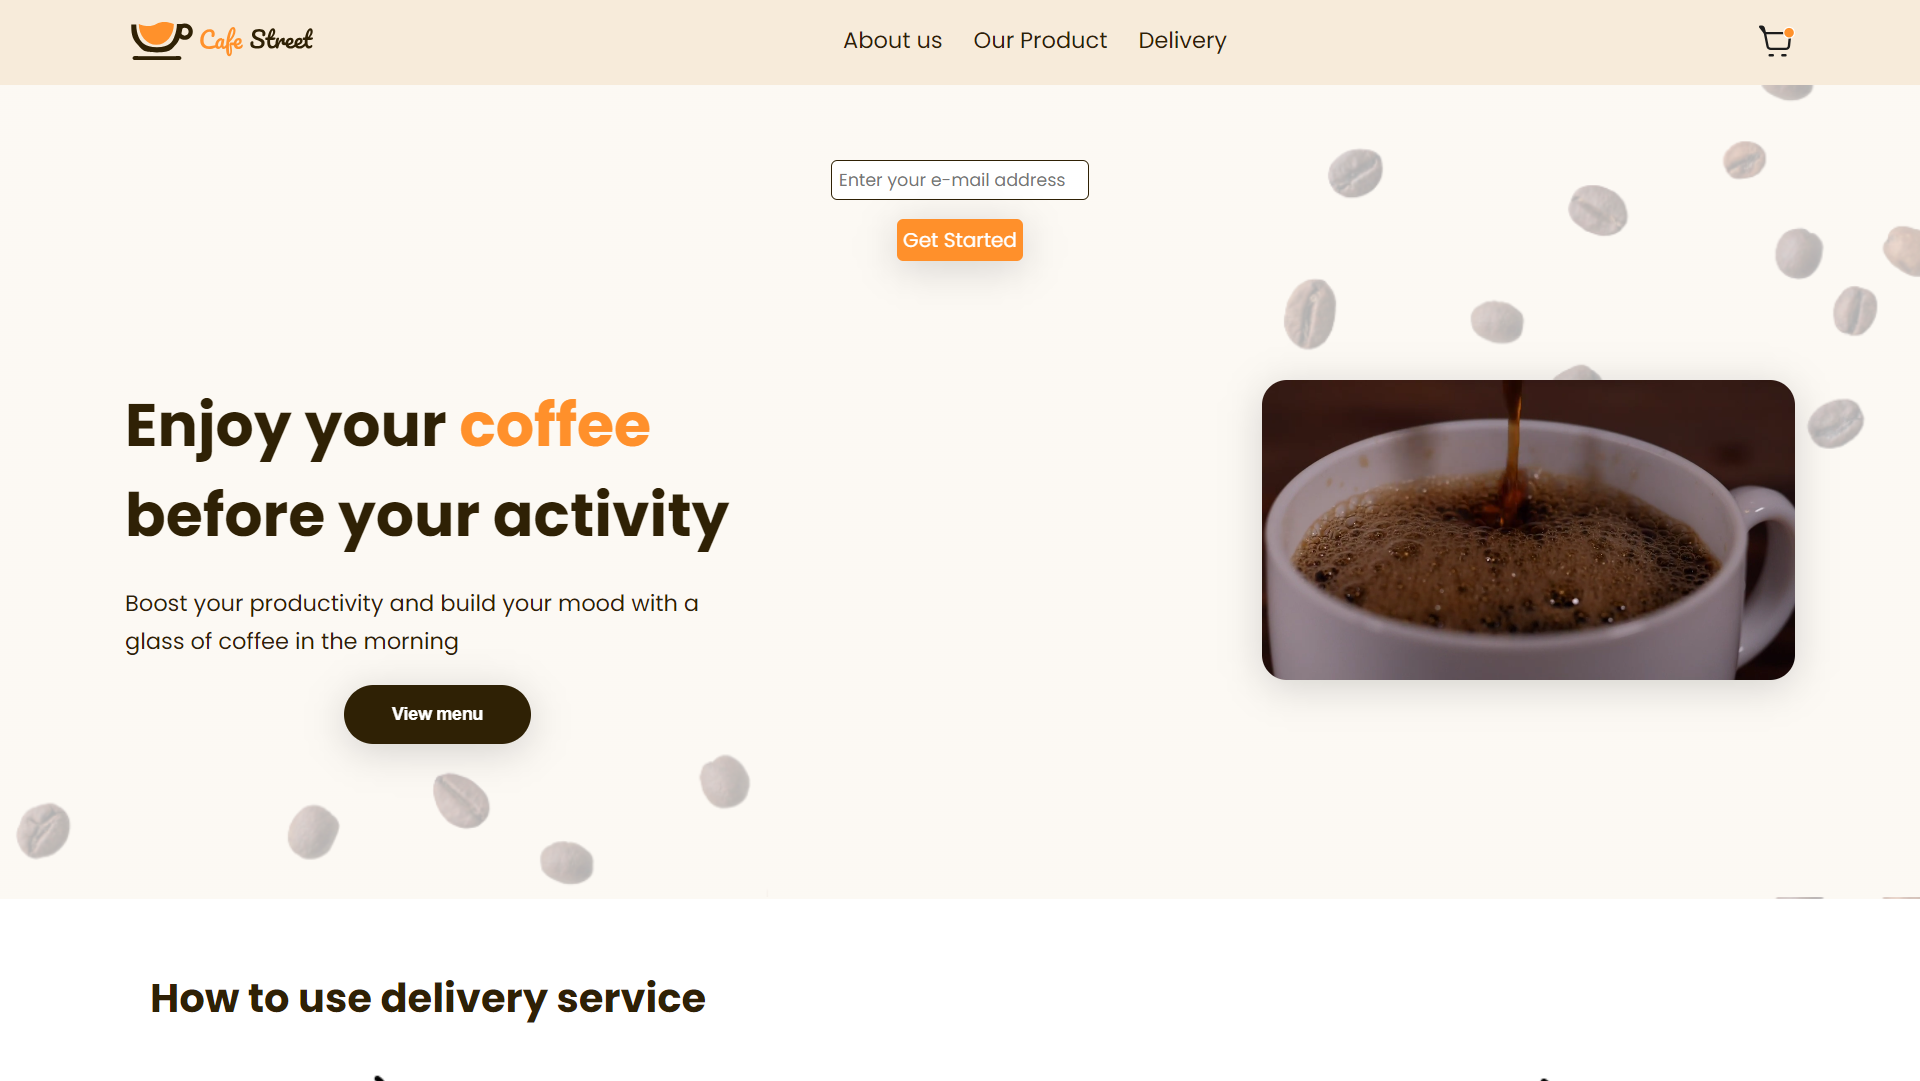 Cafe Street
About us
Our Product
Delivery
Enter your e-mail address
Get Started
Enjoy your coffee
before your activity
Boost your productivity and build your mood with a
glass of coffee in the morning
View menu
How to use delivery service